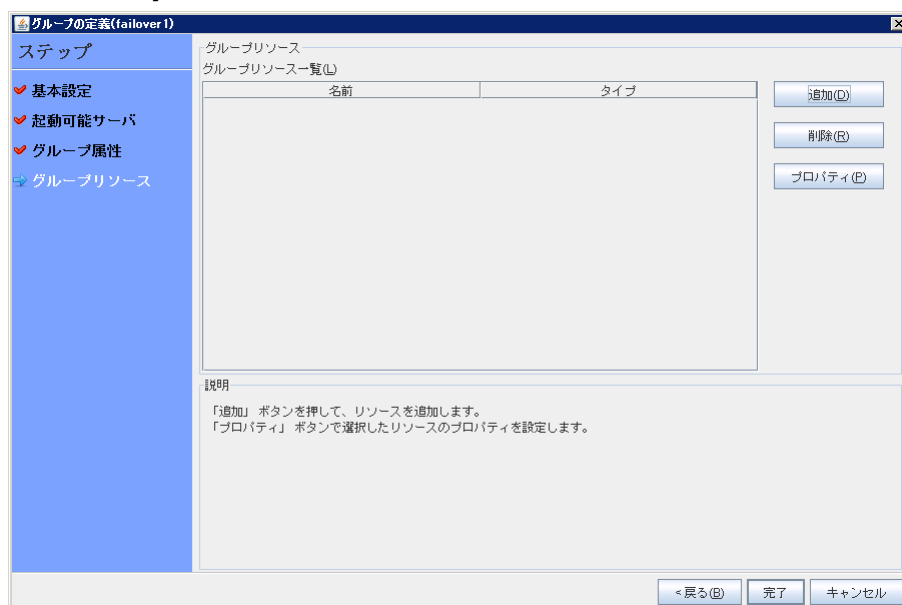 グループの定義(failover1)
ステップ
基本設定
起動可能サーバ
グループ属性
グループリソース
グループリソース
グループリソース一覧(L)
名前 タイプ
追加(D)
削除(R)
プロパティ(P)
説明
「追加」 ボタンを押して、リソースを追加します。
「プロパティ」 ボタンで選択したリソースのプロパティを設定します。
<戻る(B) 完了 キャンセル